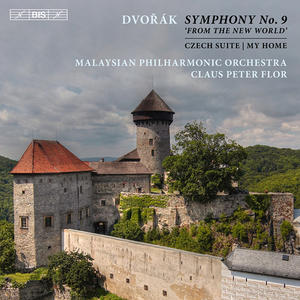 BIS
DVOŘÁK SYMPHONY No. 9
'FROM THE NEW WORLD'
CZECH SUITE | MY HOME
MALAYSIAN PHILHARMONIC ORCHESTRA
CLAUS PETER FLOR